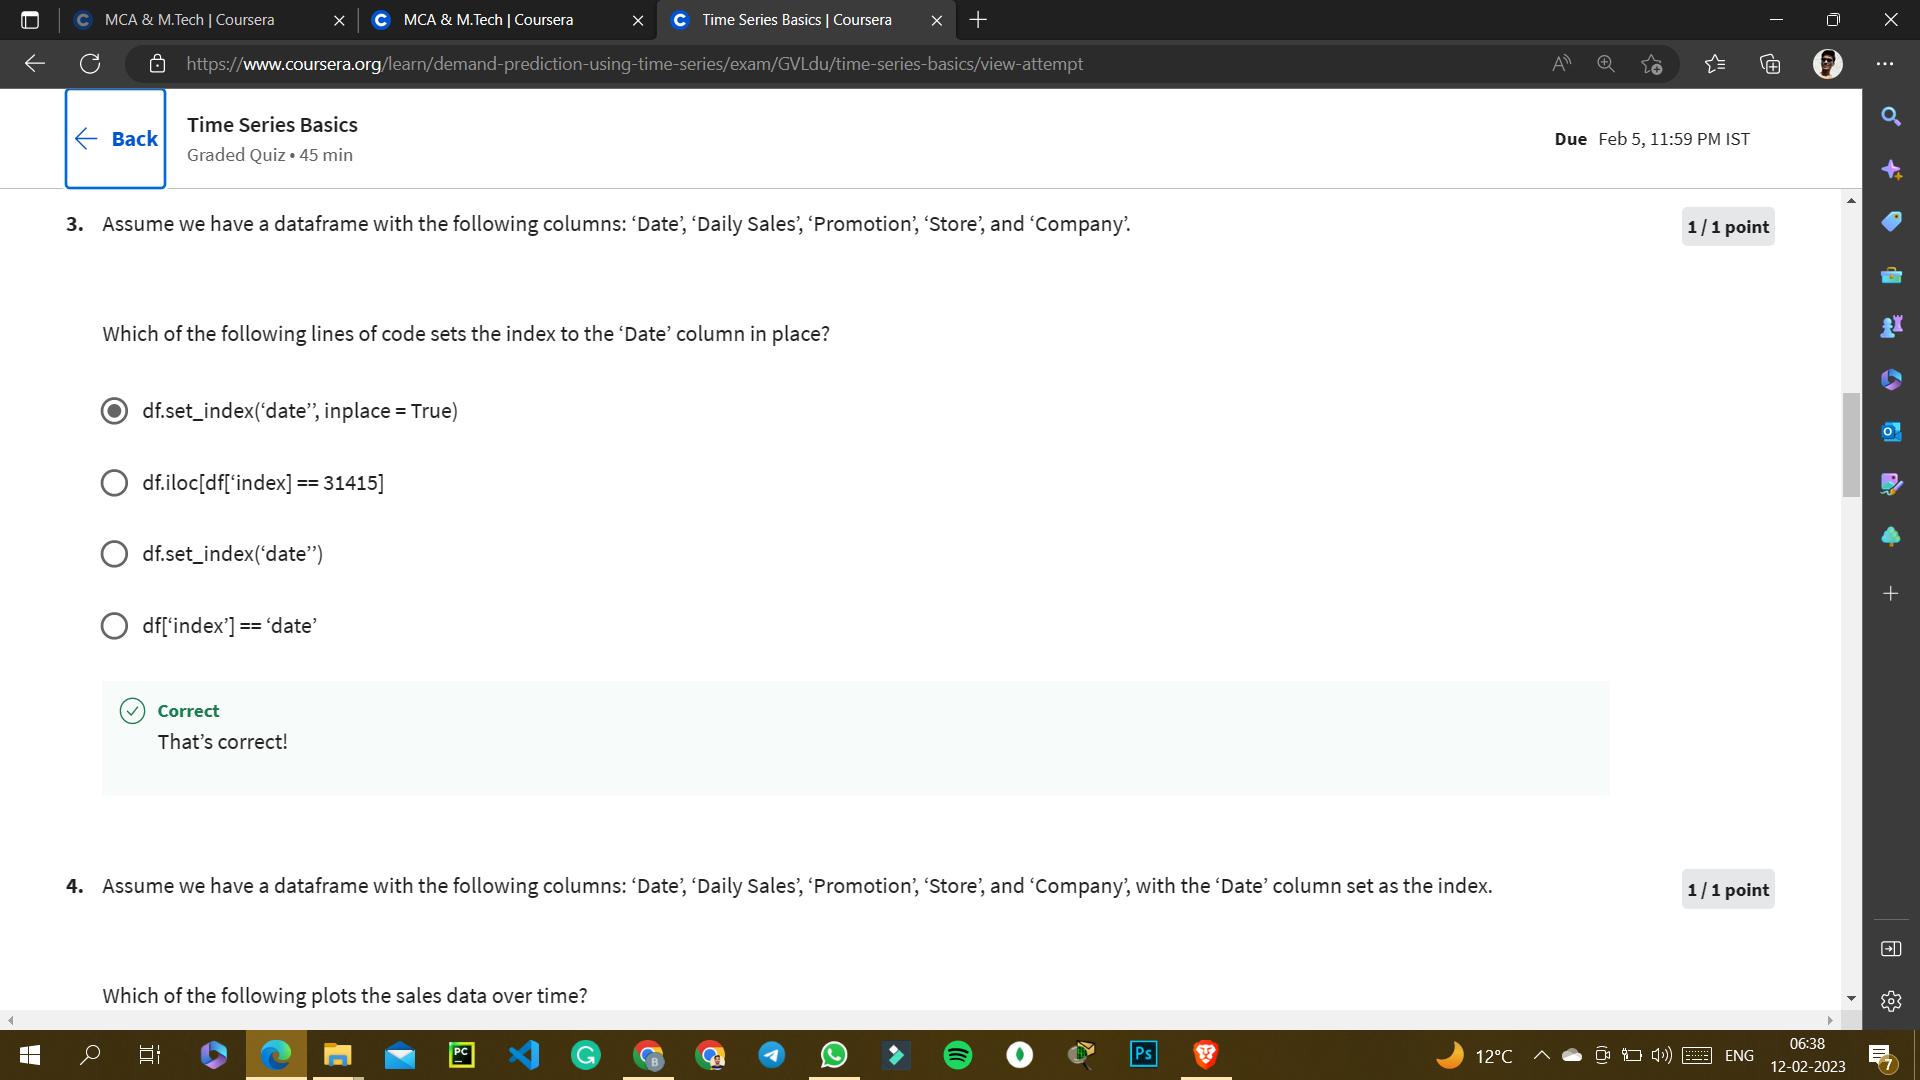 MCA & M.Tech | Coursera
MCA & M.Tech | Coursera
Time Series Basics | Coursera
https://www.coursera.org/learn/demand-prediction-using-time-series/exam/GVLdu/time-series-basics/view-attempt
Back
Time Series Basics
Graded Quiz • 45 min
Due Feb 5, 11:59 PM IST
3. Assume we have a dataframe with the following columns: ‘Date’, ‘Daily Sales’, ‘Promotion’, ‘Store’, and ‘Company’.
1 / 1 point
Which of the following lines of code sets the index to the ‘Date’ column in place?
df.set_index(‘date’’, inplace = True)
df.iloc[df[‘index] == 31415]
df.set_index(‘date’’)
df[‘index’] == ‘date’
Correct
That’s correct!
4. Assume we have a dataframe with the following columns: ‘Date’, ‘Daily Sales’, ‘Promotion’, ‘Store’, and ‘Company’, with the ‘Date’ column set as the index.
1 / 1 point
Which of the following plots the sales data over time?
PC
B
Ps
12°C
ENG
06:38
12-02-2023
7